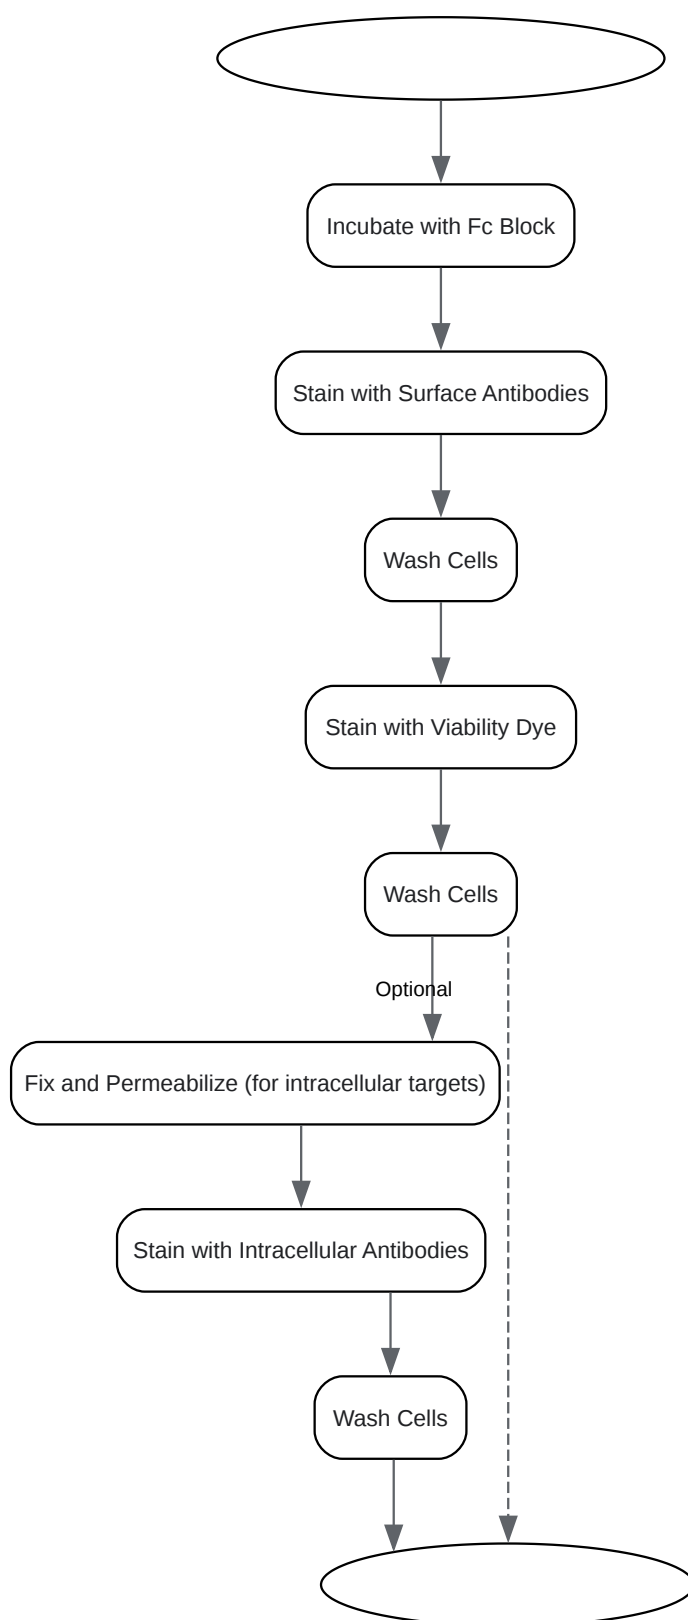 Incubate with Fc Block
Stain with Surface Antibodies
Wash Cells
Stain with Viability Dye
Wash Cells
Optional
Fix and Permeabilize (for intracellular targets)
Stain with Intracellular Antibodies
Wash Cells